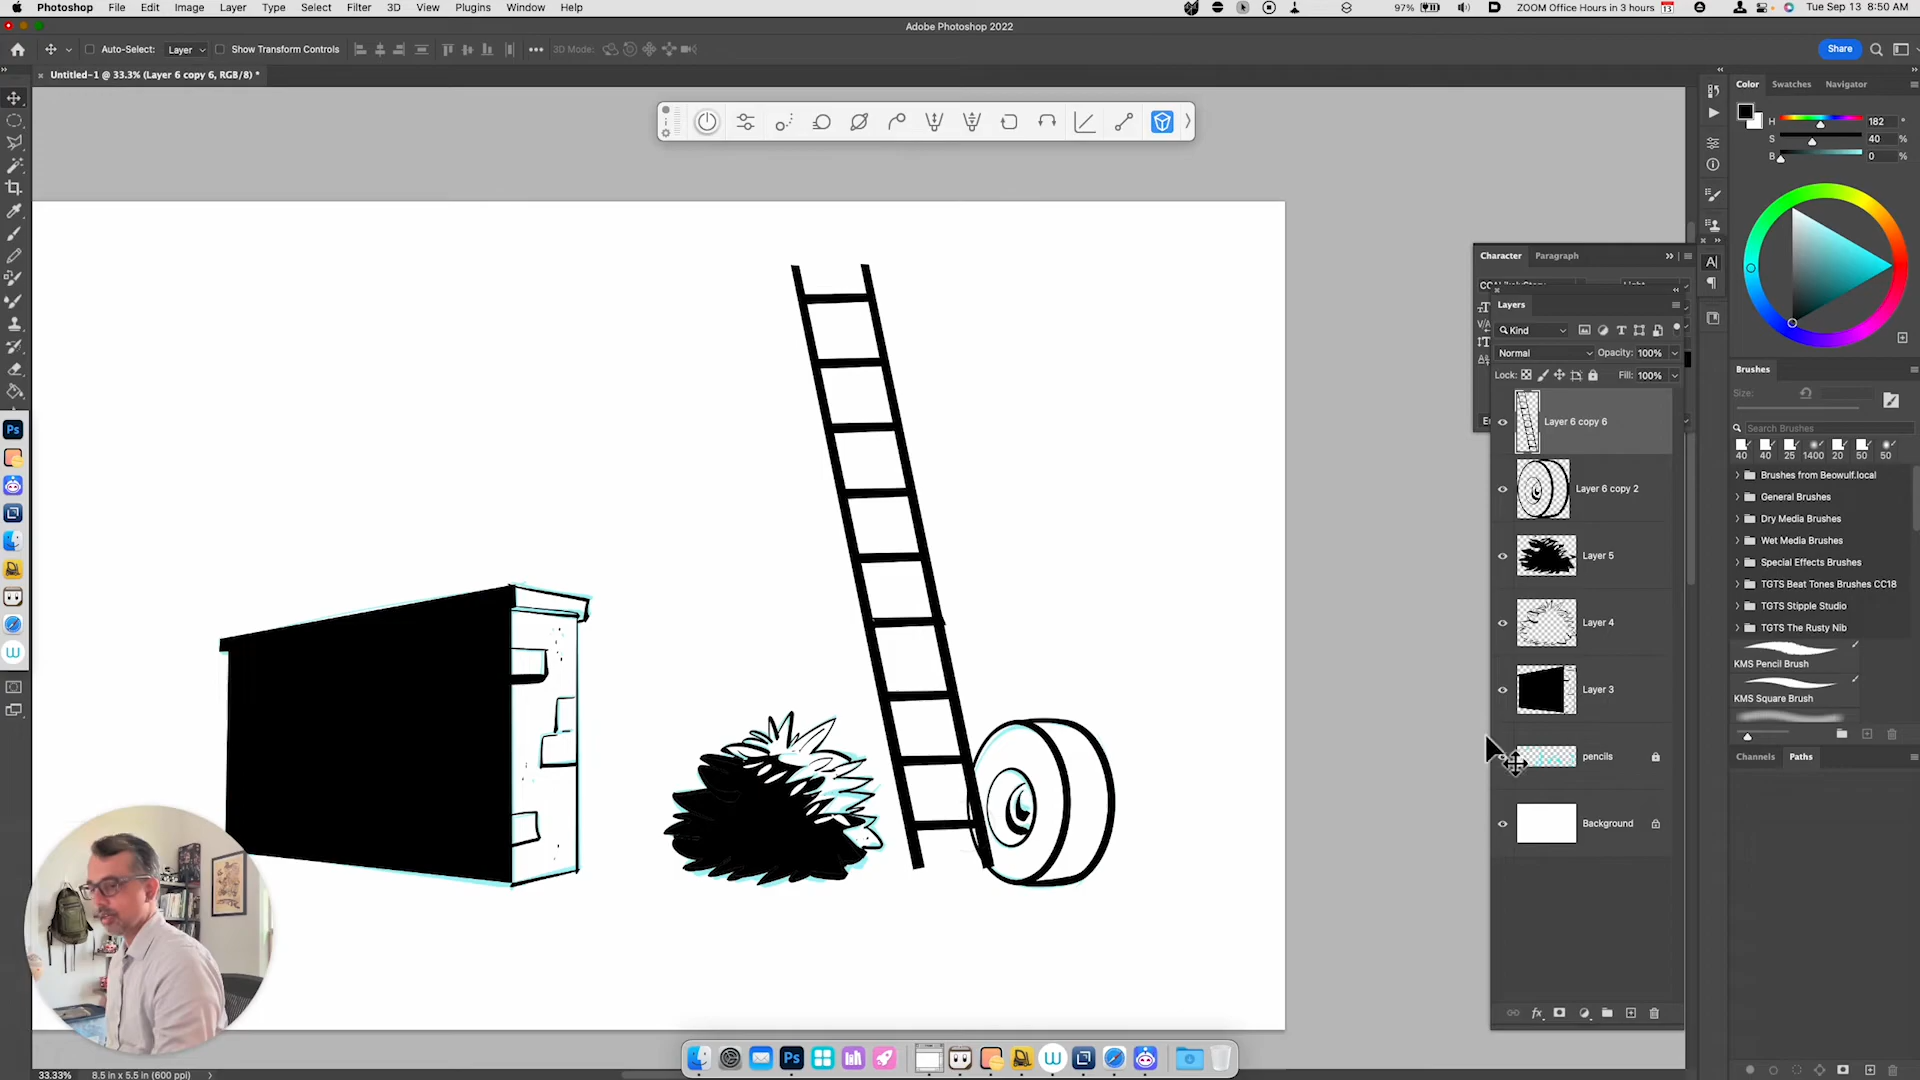 Photoshop File Edit Image Layer Type Select Filter 3D View Plugins Window Help
97% ZOOM Office Hours in 3 hours 13 Tue Sep 13 8:50 AM
Adobe Photoshop 2022
Auto-Select: Layer Show Transform Controls 3D Mode: Share
Untitled-1 @ 33.3% (Layer 6 copy 6, RGB/8) *
Color Swatches Navigator
H 182 °
S 40 %
B 0 %
Character Paragraph
Layers
Kind
Normal Opacity: 100%
Lock: Fill: 100%
Layer 6 copy 6
Layer 6 copy 2
Layer 5
Layer 4
Layer 3
pencils
Background
Brushes
Size:
Search Brushes
40 40 25 1400 20 50 50
Brushes from Beowulf.local
General Brushes
Dry Media Brushes
Wet Media Brushes
Special Effects Brushes
TGTS Beat Tones Brushes CC18
TGTS Stipple Studio
TGTS The Rusty Nib
KMS Pencil Brush
KMS Square Brush
Channels Paths
Ps
Ps
33.33% 8.5 in x 5.5 in (600 ppi)